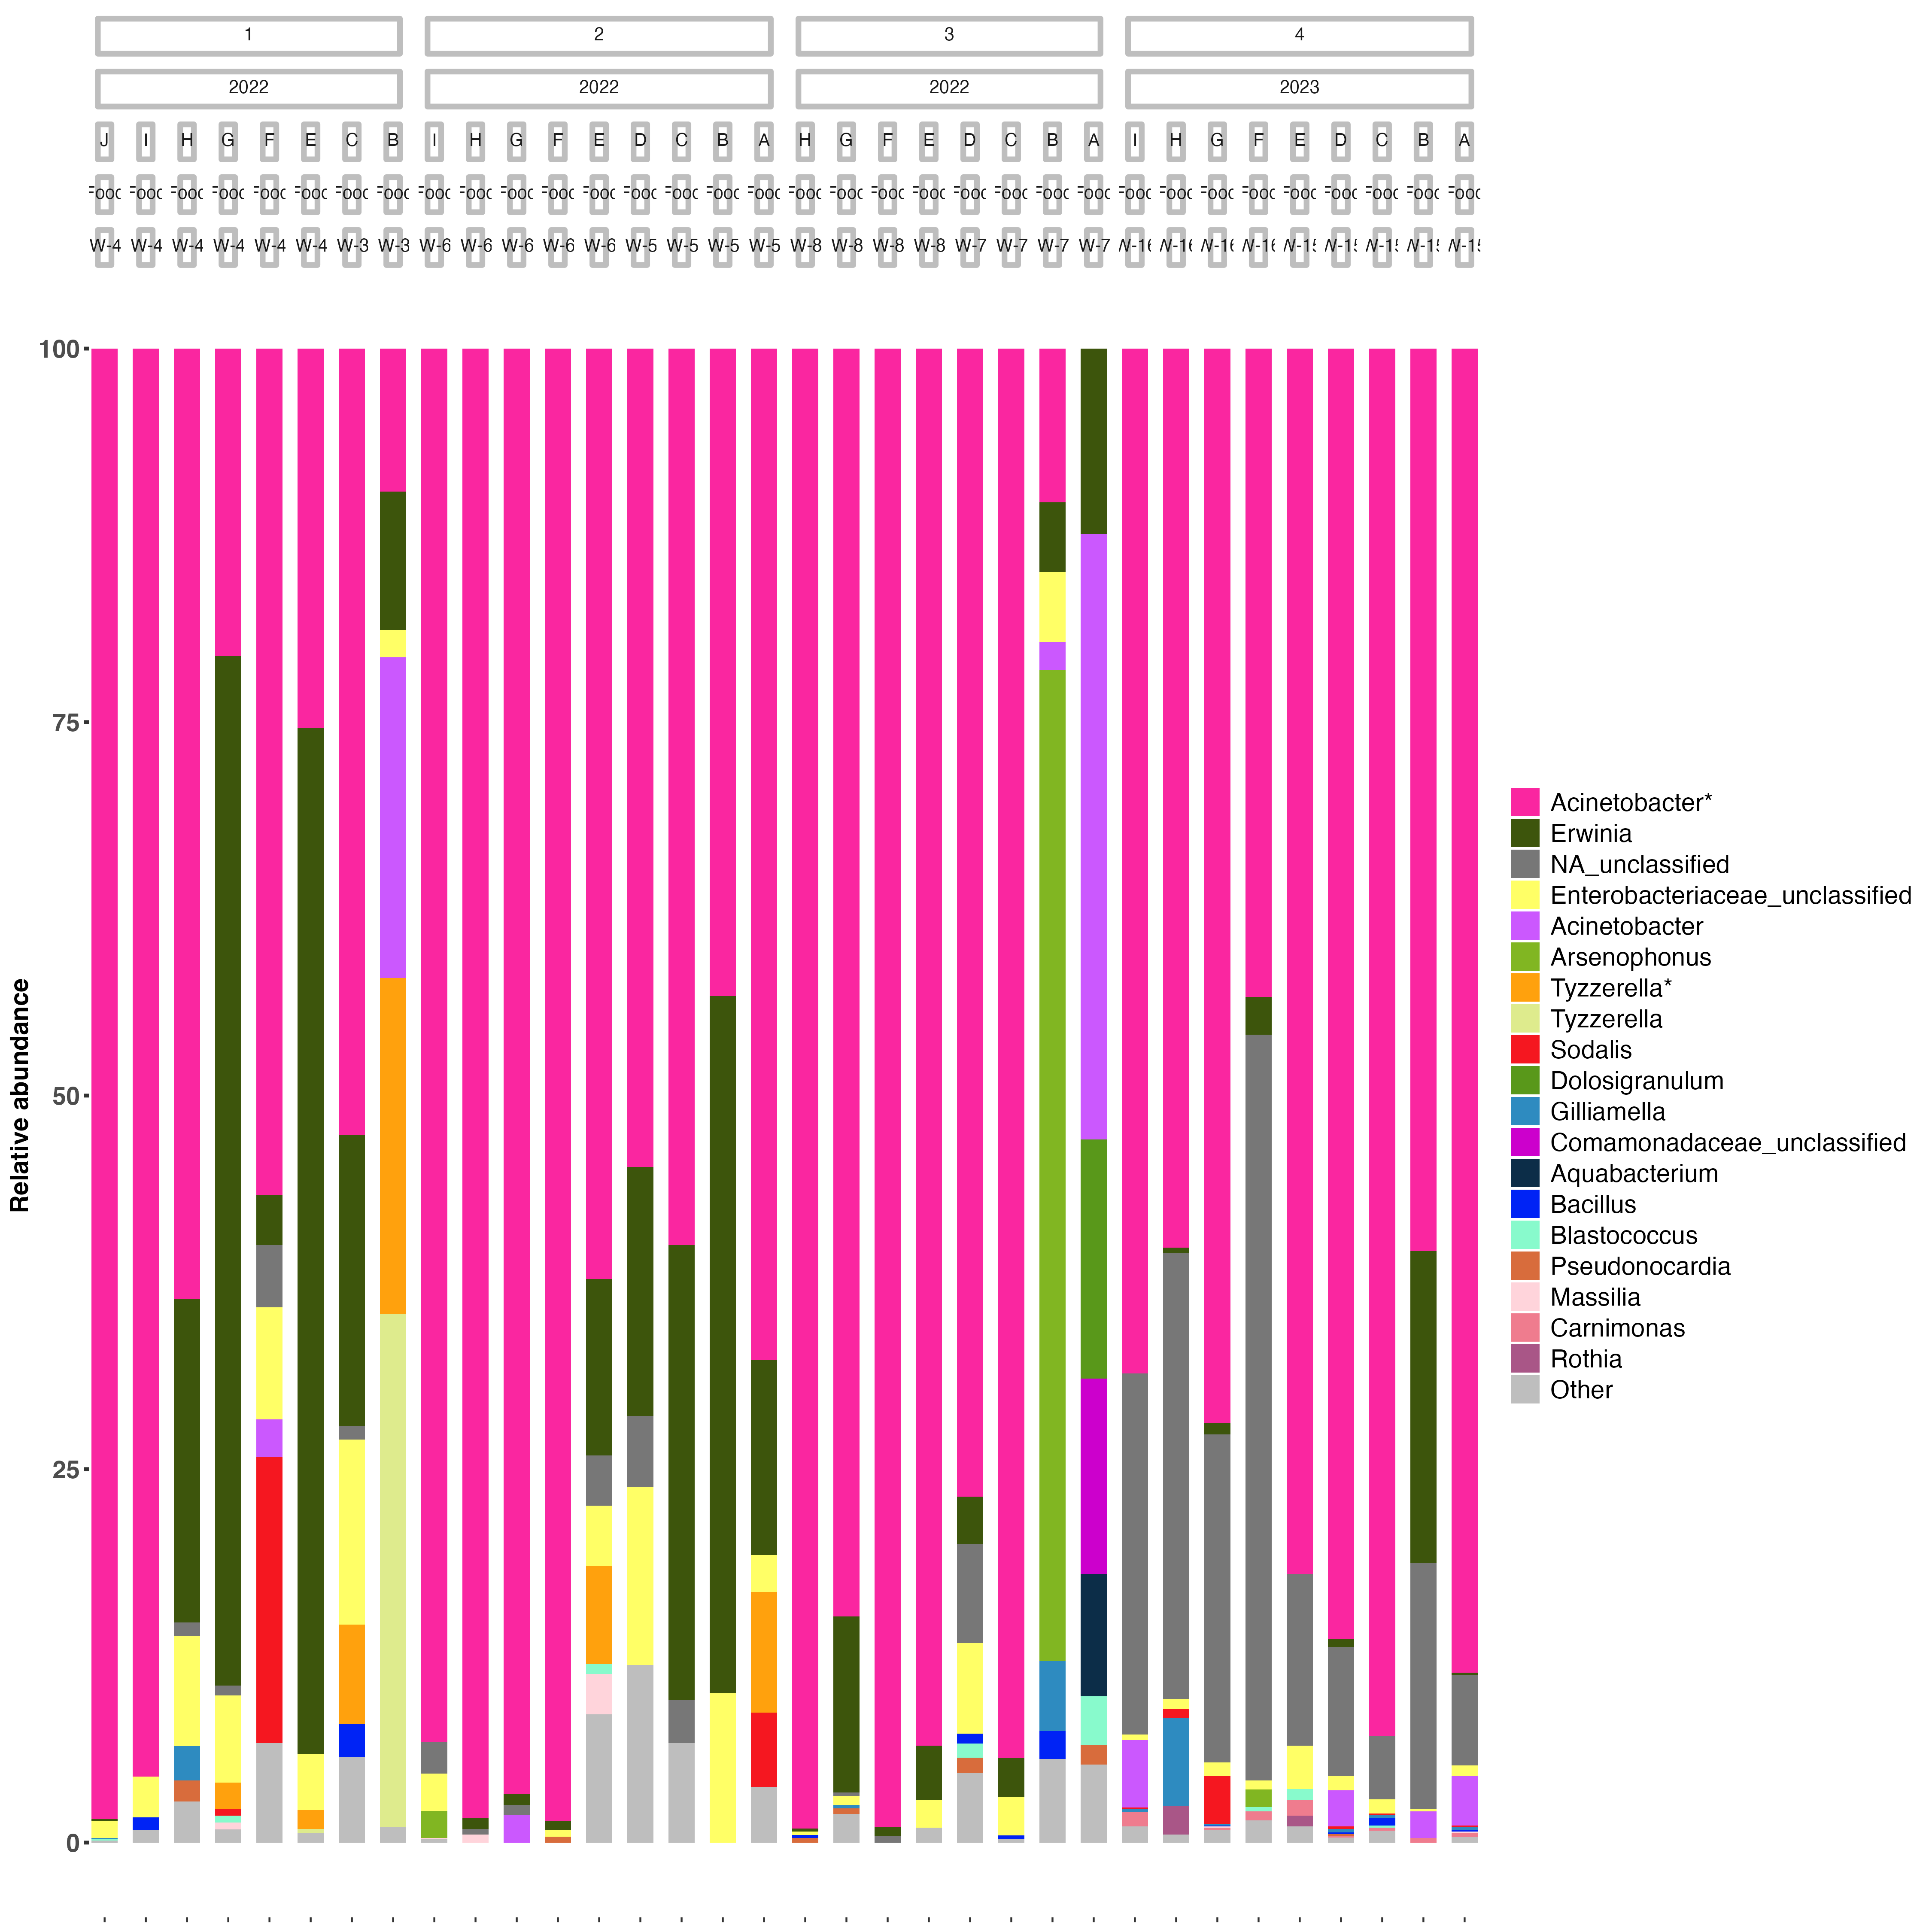 1 2 3 4
2022 2022 2022 2023
J I H G F E C B I H G F E D C B A H G F E D C B A I H G F E D C B A
W-4 W-4 W-4 W-4 W-4 W-4 W-3 W-3 W-6 W-6 W-6 W-6 W-6 W-5 W-5 W-5 W-5 W-8 W-8 W-8 W-8 W-7 W-7 W-7 W-7
100
75
50
25
0
Relative abundance
Acinetobacter*
Erwinia
NA_unclassified
Enterobacteriaceae_unclassified
Acinetobacter
Arsenophonus
Tyzzerella*
Tyzzerella
Sodalis
Dolosigranulum
Gilliamella
Comamonadaceae_unclassified
Aquabacterium
Bacillus
Blastococcus
Pseudonocardia
Massilia
Carnimonas
Rothia
Other